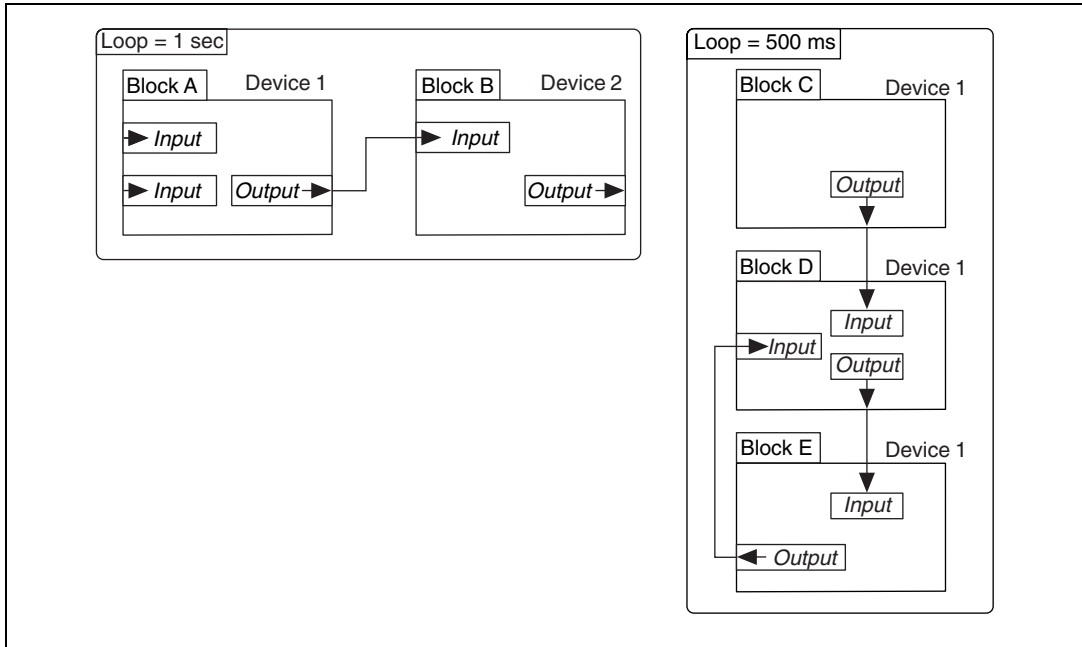 Loop = 1 sec
Block A
Device 1
Input
Input
Output
Block B
Device 2
Input
Output
Loop = 500 ms
Block C
Device 1
Output
Block D
Device 1
Input
Input
Output
Block E
Device 1
Input
Output